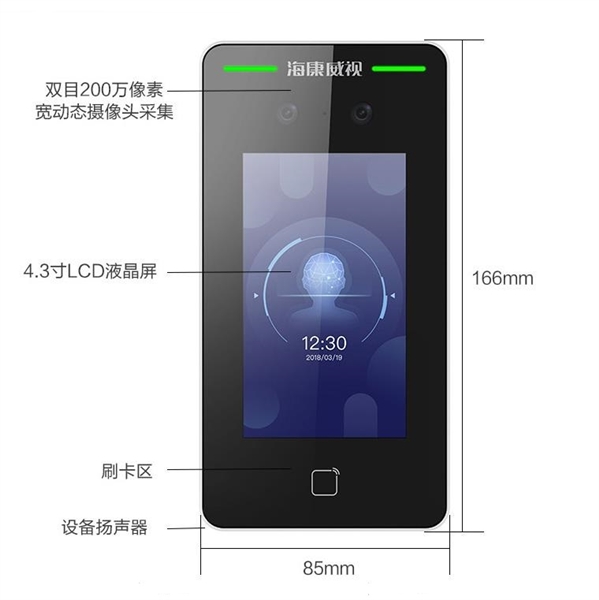 海康威视
双目200万像素
宽动态摄像头采集
4.3寸LCD液晶屏
166mm
12:30
2018/03/19
刷卡区
设备扬声器
85mm